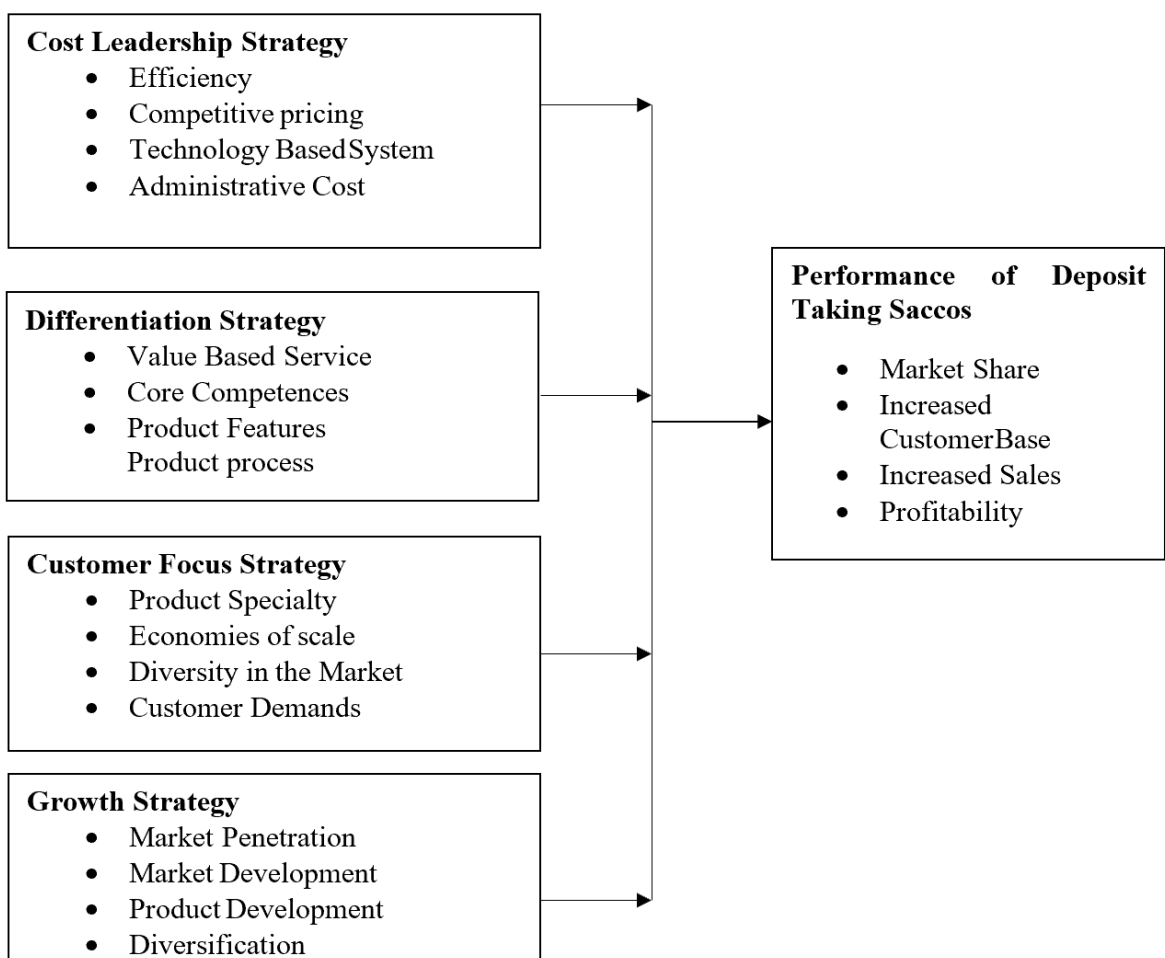 Cost Leadership Strategy
• Efficiency
• Competitive pricing
• Technology BasedSystem
• Administrative Cost
Differentiation Strategy
• Value Based Service
• Core Competences
• Product Features
Product process
Customer Focus Strategy
• Product Specialty
• Economies of scale
• Diversity in the Market
• Customer Demands
Growth Strategy
• Market Penetration
• Market Development
• Product Development
• Diversification
Performance of Deposit
Taking Saccos
• Market Share
• Increased
CustomerBase
• Increased Sales
• Profitability